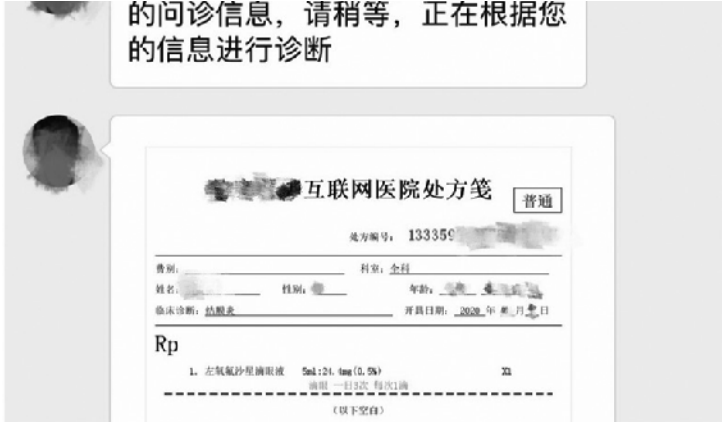 的问诊信息，请稍等，正在根据您
的信息进行诊断
互联网医院处方笺
普通
处方编号： 133359
费别： 科室：全科
姓名： 性别： 年龄：
临床诊断：结膜炎 开具日期：2020 年 月 日
Rp
1. 左氧氟沙星滴眼液 5ml:24.4mg(0.5%) X1
滴眼 一日3次 每次1滴
(以下空白)